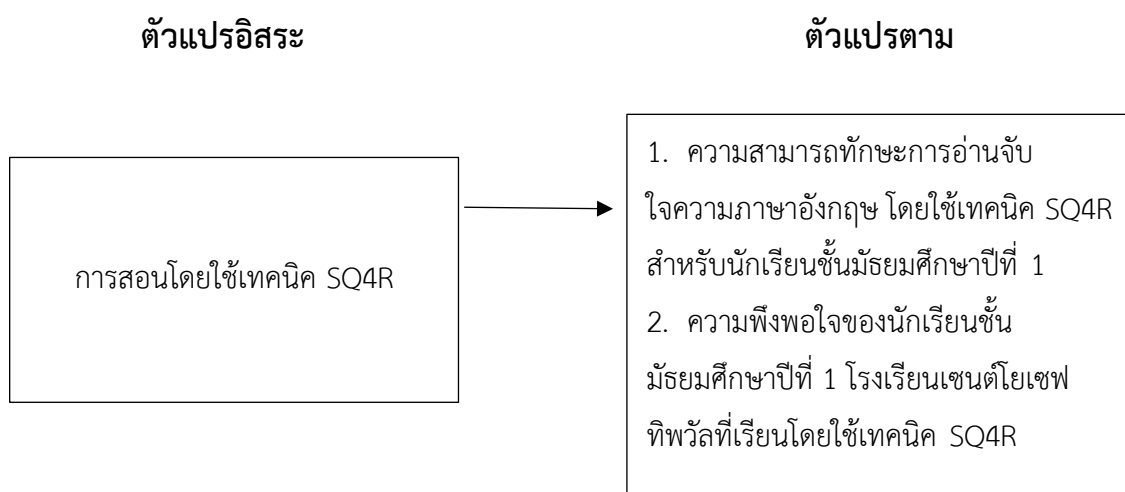 ตัวแปรอิสระ
ตัวแปรตาม
การสอนโดยใช้เทคนิค SQ4R
1. ความสามารถทักษะการอ่านจับ
ใจความภาษาอังกฤษ โดยใช้เทคนิค SQ4R
สำหรับนักเรียนชั้นมัธยมศึกษาปีที่ 1
2. ความพึงพอใจของนักเรียนชั้น
มัธยมศึกษาปีที่ 1 โรงเรียนเซนต์โยเซฟ
ทิพวัลที่เรียนโดยใช้เทคนิค SQ4R